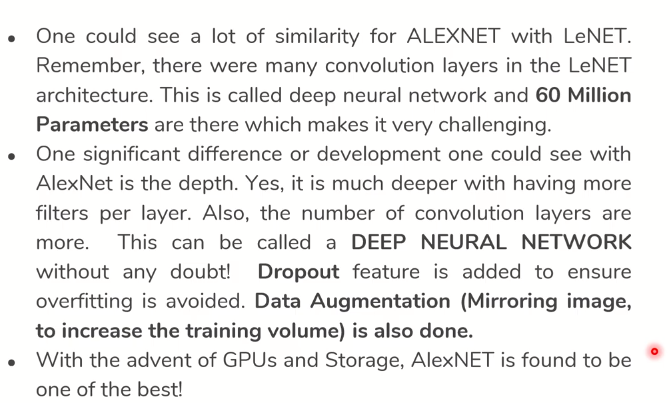 • One could see a lot of similarity for ALEXNET with LeNET.
Remember, there were many convolution layers in the LeNET
architecture. This is called deep neural network and 60 Million
Parameters are there which makes it very challenging.
• One significant difference or development one could see with
AlexNet is the depth. Yes, it is much deeper with having more
filters per layer. Also, the number of convolution layers are
more. This can be called a DEEP NEURAL NETWORK
without any doubt! Dropout feature is added to ensure
overfitting is avoided. Data Augmentation (Mirroring image,
to increase the training volume) is also done.
• With the advent of GPUs and Storage, AlexNET is found to be
one of the best!